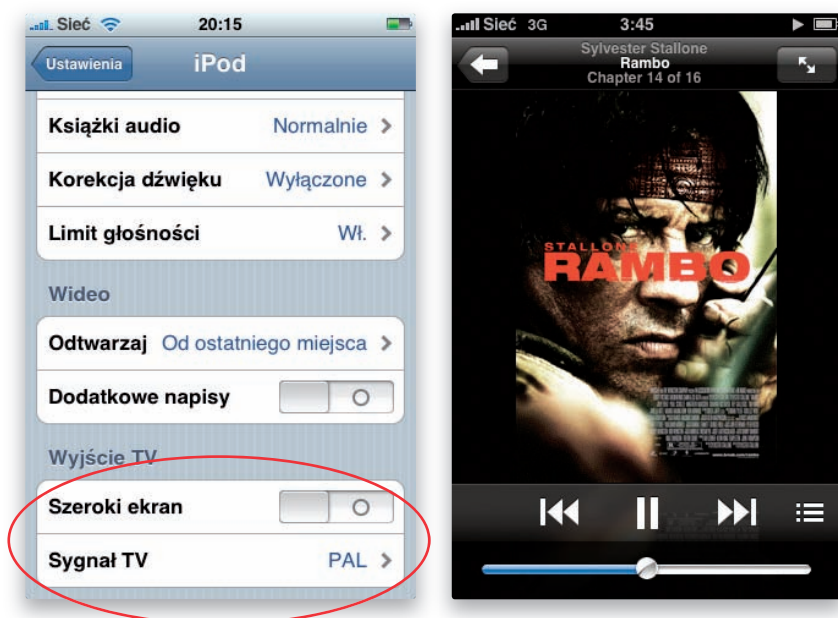 Sieć 20:15
Ustawienia iPod
Książki audio Normalnie
Korekcja dźwięku Wyłączone
Limit głośności Wł.
Wideo
Odtwarzaj Od ostatniego miejsca
Dodatkowe napisy
Wyjście TV
Szeroki ekran
Sygnał TV PAL
Sieć 3G 3:45
Sylvester Stallone
Rambo
Chapter 14 of 16
STALLONE
RAMBO